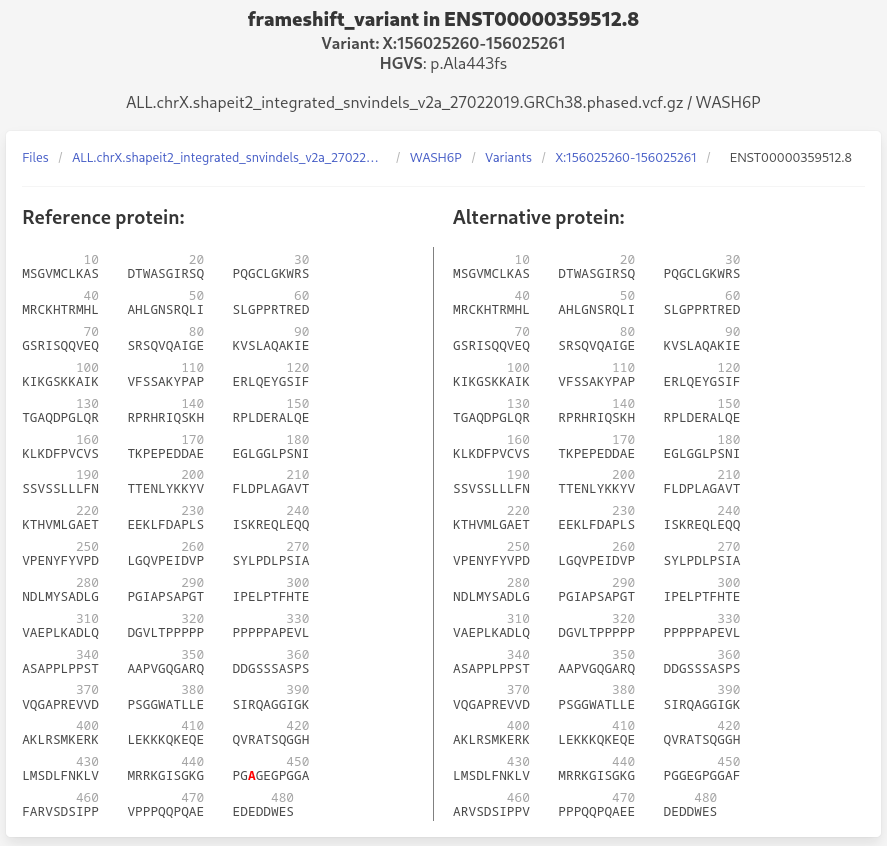 frameshift_variant in ENST00000359512.8
Variant: X:156025260-156025261
HGVS: p.Ala443fs
ALL.chrX.shapeit2_integrated_snvindels_v2a_27022019.GRCh38.phased.vcf.gz / WASH6P
Files / ALL.chrX.shapeit2_integrated_snvindels_v2a_27022... / WASH6P / Variants / X:156025260-156025261 / ENST00000359512.8
Reference protein:
10 20 30
MSGVMCLKAS DTWASGIRSQ PQGCLGKWRS
40 50 60
MRCKHTRMHL AHLGNSRQLI SLGPPRTRED
70 80 90
GSRISQQVEQ SRSQVQAIGE KVSLAQAKIE
100 110 120
KIKGSKKAIK VFSSAKYPAP ERLQEYGSIF
130 140 150
TGAQDPGLQR RPRHRIQSKH RPLDERALQE
160 170 180
KLKDFPVCVS TKPEPEDDAE EGLGGLPSNI
190 200 210
SSVSSLLLFN TTENLYKKYV FLDPLAGAVT
220 230 240
KTHVMLGAET EEKLFDAPLS ISKREQLEQQ
250 260 270
VPENYFYVPD LGQVPEIDVP SYLPDLPSIA
280 290 300
NDLMYSADLG PGIAPSAPGT IPELPTFHTE
310 320 330
VAEPLKADLQ DGVLTPPPPP PPPPPAPEVL
340 350 360
ASAPPLPPST AAPVGQGARQ DDGSSSASPS
370 380 390
VQGAPREVVD PSGGWATLLE SIRQAGGIGK
400 410 420
AKLRSMKERK LEKKKQKEQE QVRATSQGGH
430 440 450
LMSDLFNKLV MRRKGISGKG PGAGEGPGGA
460 470 480
FARVSDSIPP VPPPQQPQAE EDEDDWES
Alternative protein:
10 20 30
MSGVMCLKAS DTWASGIRSQ PQGCLGKWRS
40 50 60
MRCKHTRMHL AHLGNSRQLI SLGPPRTRED
70 80 90
GSRISQQVEQ SRSQVQAIGE KVSLAQAKIE
100 110 120
KIKGSKKAIK VFSSAKYPAP ERLQEYGSIF
130 140 150
TGAQDPGLQR RPRHRIQSKH RPLDERALQE
160 170 180
KLKDFPVCVS TKPEPEDDAE EGLGGLPSNI
190 200 210
SSVSSLLLFN TTENLYKKYV FLDPLAGAVT
220 230 240
KTHVMLGAET EEKLFDAPLS ISKREQLEQQ
250 260 270
VPENYFYVPD LGQVPEIDVP SYLPDLPSIA
280 290 300
NDLMYSADLG PGIAPSAPGT IPELPTFHTE
310 320 330
VAEPLKADLQ DGVLTPPPPP PPPPPAPEVL
340 350 360
ASAPPLPPST AAPVGQGARQ DDGSSSASPS
370 380 390
VQGAPREVVD PSGGWATLLE SIRQAGGIGK
400 410 420
AKLRSMKERK LEKKKQKEQE QVRATSQGGH
430 440 450
LMSDLFNKLV MRRKGISGKG PGGEGPGGAF
460 470 480
ARVSDSIPPV PPPQQPQAEE DEDDWES